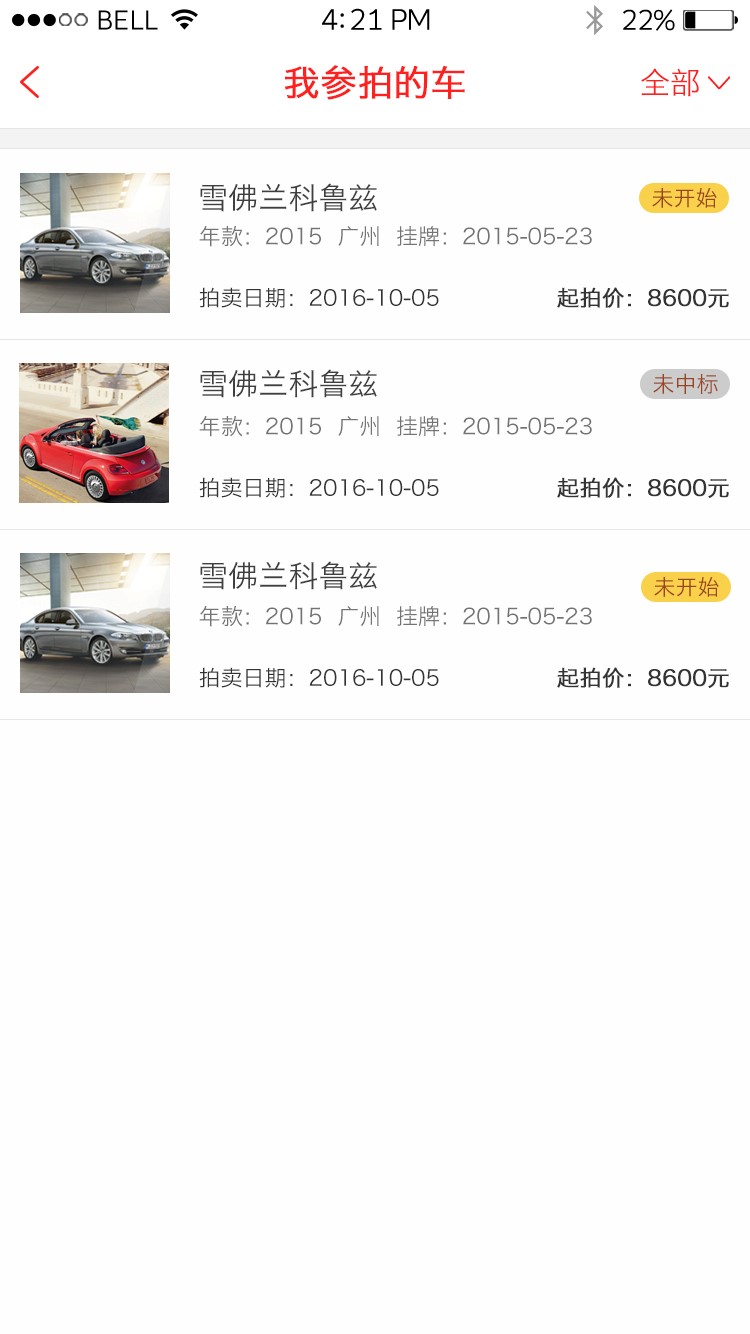 BELL 4:21 PM 22%
我参拍的车 全部
雪佛兰科鲁兹 未开始
年款：2015 广州 挂牌：2015-05-23
拍卖日期：2016-10-05 起拍价：8600元
雪佛兰科鲁兹 未中标
年款：2015 广州 挂牌：2015-05-23
拍卖日期：2016-10-05 起拍价：8600元
雪佛兰科鲁兹 未开始
年款：2015 广州 挂牌：2015-05-23
拍卖日期：2016-10-05 起拍价：8600元